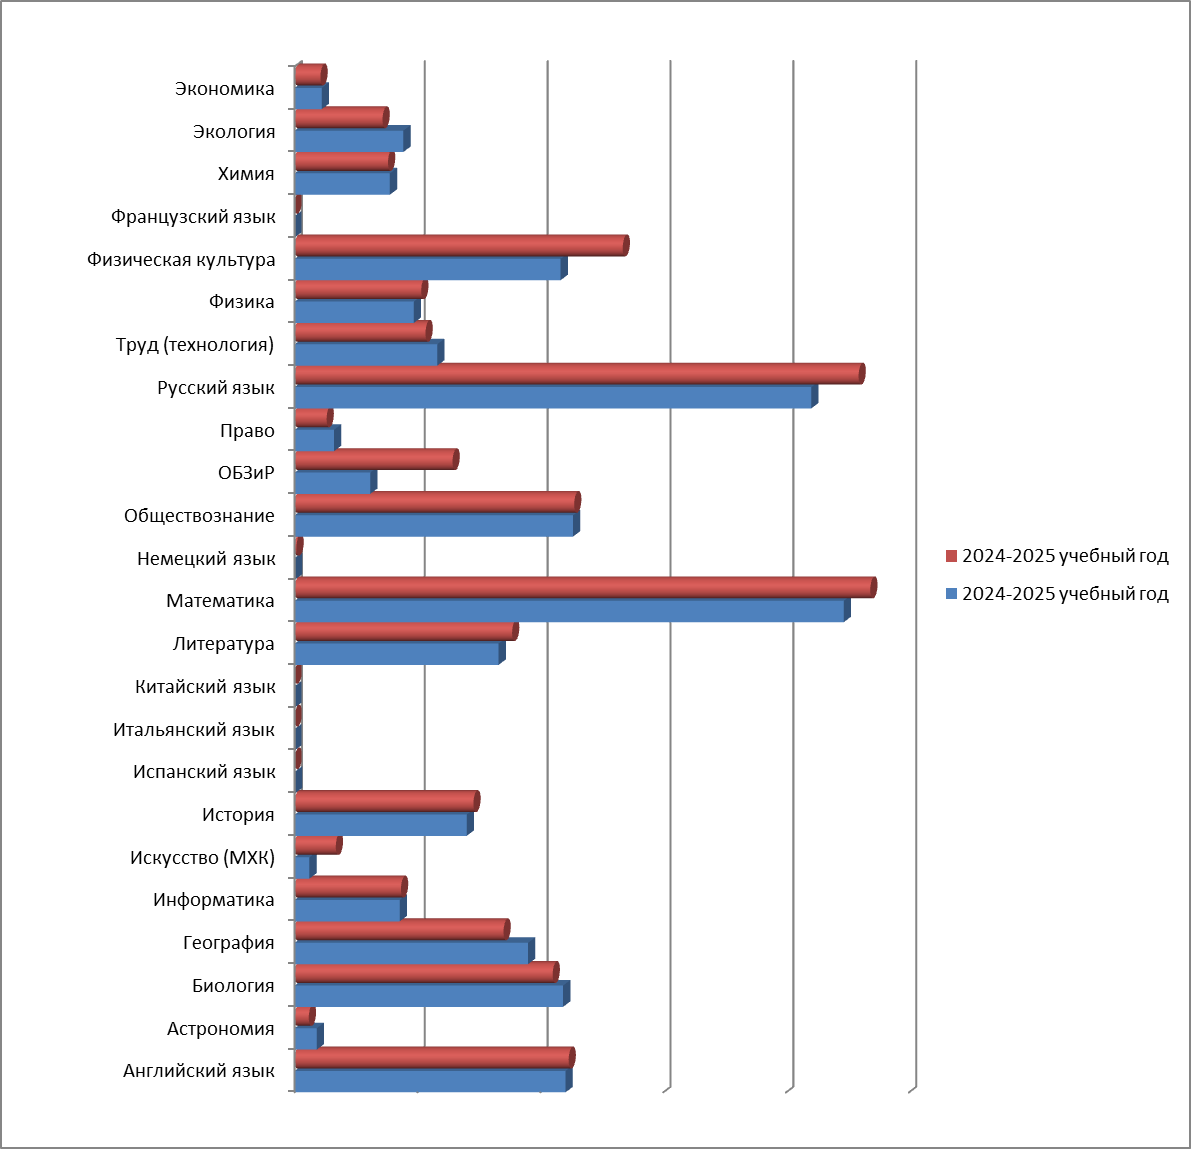 Экономика
Экология
Химия
Французский язык
Физическая культура
Физика
Труд (технология)
Русский язык
Право
ОБЗиР
Обществознание
Немецкий язык
Математика
Литература
Китайский язык
Итальянский язык
Испанский язык
История
Искусство (МХК)
Информатика
География
Биология
Астрономия
Английский язык
2024-2025 учебный год
2024-2025 учебный год